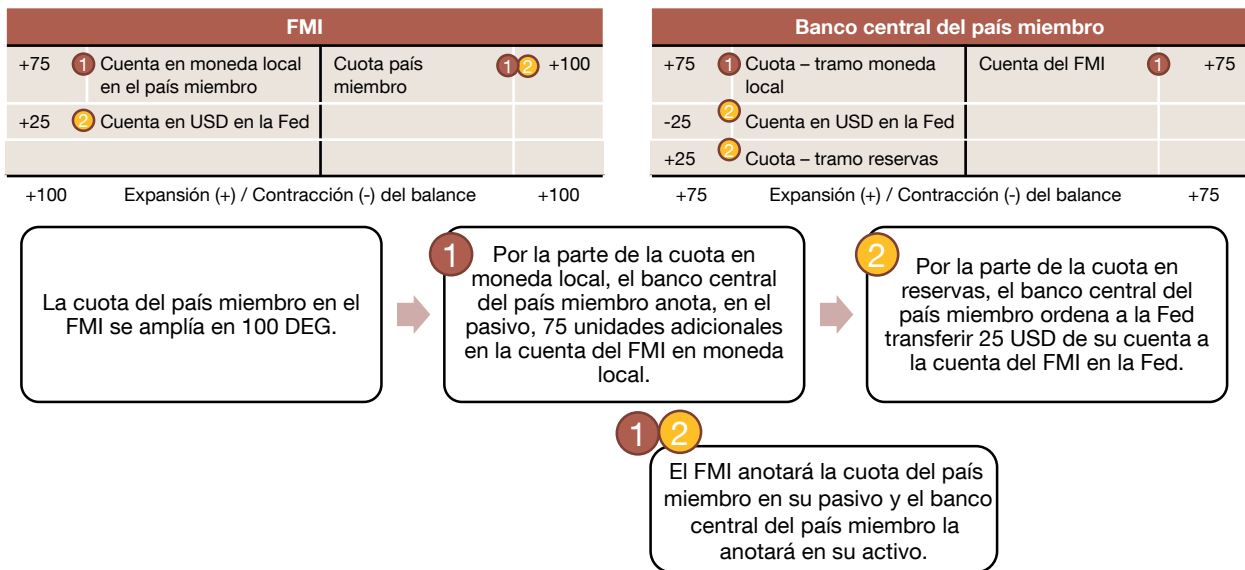 FMI
+75 1 Cuenta en moneda local Cuota país 1 2 +100
en el país miembro miembro
+25 2 Cuenta en USD en la Fed
+100 Expansión (+) / Contracción (-) del balance +100
Banco central del país miembro
+75 1 Cuota – tramo moneda Cuenta del FMI 1 +75
local
-25 2 Cuenta en USD en la Fed
+25 2 Cuota – tramo reservas
+75 Expansión (+) / Contracción (-) del balance +75
La cuota del país miembro en el
FMI se amplía en 100 DEG.
1
Por la parte de la cuota en
moneda local, el banco central
del país miembro anota, en el
pasivo, 75 unidades adicionales
en la cuenta del FMI en moneda
local.
2
Por la parte de la cuota en
reservas, el banco central del
país miembro ordena a la Fed
transferir 25 USD de su cuenta a
la cuenta del FMI en la Fed.
1 2
El FMI anotará la cuota del país
miembro en su pasivo y el banco
central del país miembro la
anotará en su activo.